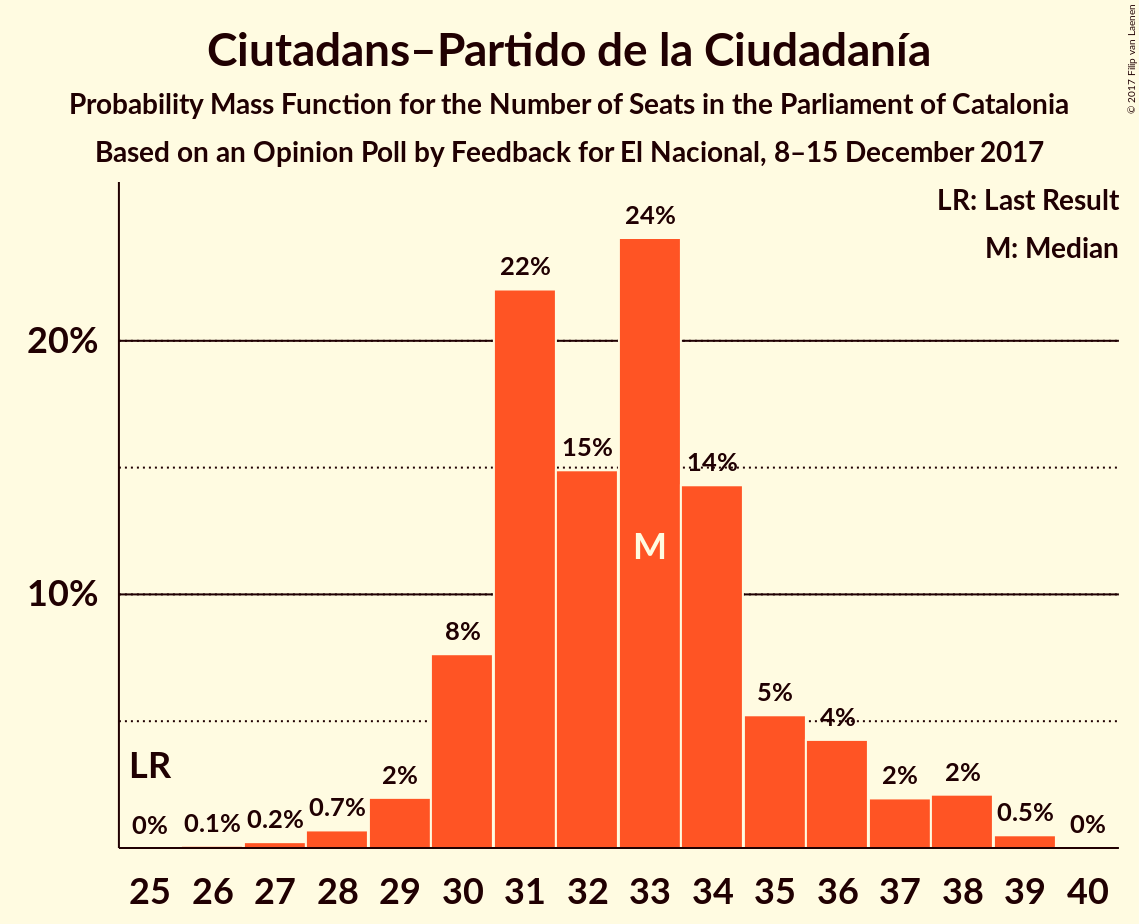 Ciutadans–Partido de la Ciudadanía
Probability Mass Function for the Number of Seats in the Parliament of Catalonia
Based on an Opinion Poll by Feedback for El Nacional, 8–15 December 2017
© 2017 Filip van Laenen
LR: Last Result
M: Median
24%
22%
20%
15%
14%
M
10%
8%
5%
4%
LR
2%
2%
2%
0.7%
0.5%
0%
0.1%
0.2%
0%
25 26 27 28 29 30 31 32 33 34 35 36 37 38 39 40